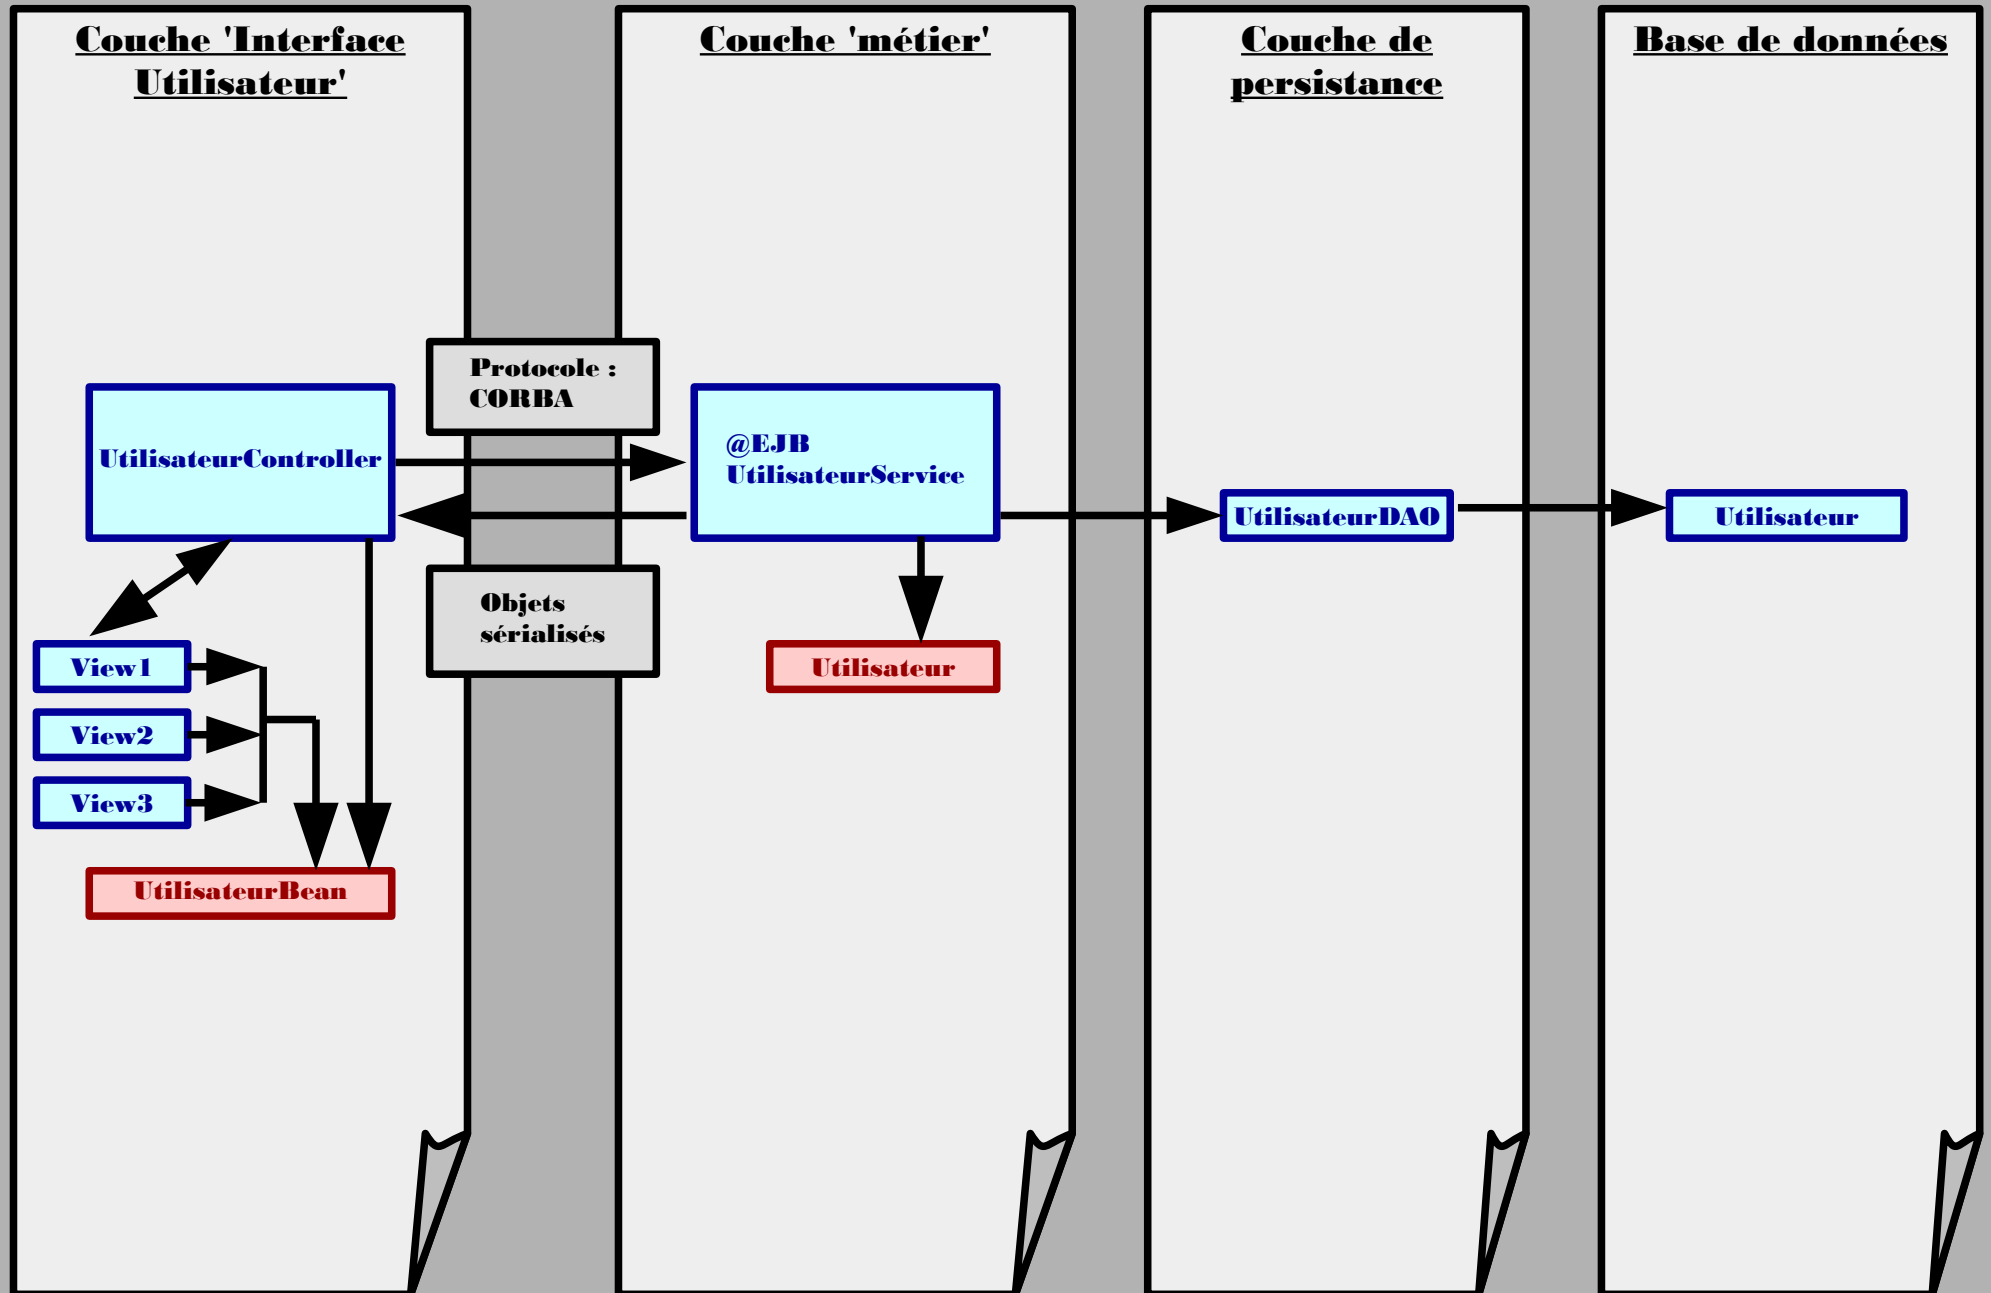 Couche 'Interface
Utilisateur'
Couche 'métier'
Couche de
persistance
Base de données
Protocole :
CORBA
UtilisateurController
@EJB
UtilisateurService
UtilisateurDAO
Utilisateur
Objets
sérialisés
View1
View2
View3
Utilisateur
UtilisateurBean